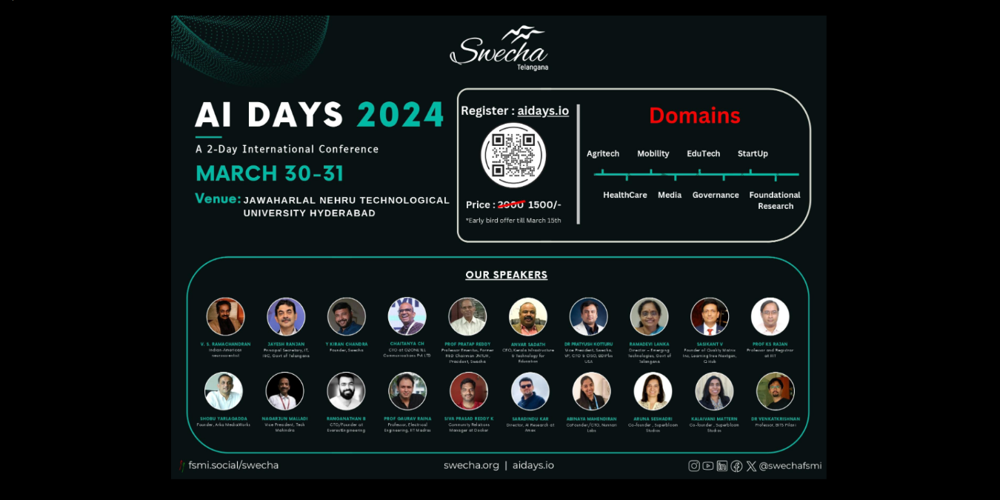 Swecha
Telangana
AI DAYS 2024
A 2-Day International Conference
MARCH 30-31
Venue: JAWAHARLAL NEHRU TECHNOLOGICAL
UNIVERSITY HYDERABAD
Register : aidays.io
Price : 2000 1500/-
*Early bird offer till March 15th
Domains
Agritech Mobility EduTech StartUp
HealthCare Media Governance Foundational
Research
OUR SPEAKERS
V. S. RAMACHANDRAN
Indian-American
neuroscientist
JAYESH RANJAN
Principal Secretary, IT,
I&C, Govt of Telangana
Y KIRAN CHANDRA
Founder, Swecha
CHAITANYA CH
CTO at OZONETEL
Communications Pvt LTD
PROF PRATAP REDDY
Professor Emeritus, Former
R&D Chairman JNTUH,
President, Swecha
ANVAR SADATH
CEO, Kerala Infrastructure
& Technology for
Education
DR PRATYUSH KOTTURU
Vice President, Swecha,
VP, CTO & CISO, BDIPlus
USA
RAMADEVI LANKA
Director – Emerging
Technologies, Govt of
Telangana
SASIKANT V
Founder of Quality Matrix
Inc, Learning Tree Nextgen,
Q Hub
PROF KS RAJAN
Professor and Registrar
at IIIT
SHOBU YARLAGADDA
Founder, Arka MediaWorks
NAGARJUN MALLADI
Vice President, Tech
Mahindra
RANGANATHAN B
CTO/Founder at
EverestEngineering
PROF GAURAV RAINA
Professor, Electrical
Engineering, IIT Madras
SIVA PRASAD REDDY K
Community Relations
Manager at Docker
SABADINDU KAR
Director, AI Research at
Amex
ABINAYA MAHENDIRAN
CoFounder/CTO, Nunnari
Labs
ARUNA SESHADRI
Co-founder , Superbloom
Studios
KALAIVANI MATTERN
Co-founder , Superbloom
Studios
DR VENKATKRISHNAN
Professor, BITS Pilani
fsmi.social/swecha
swecha.org | aidays.io
@swechafsmi